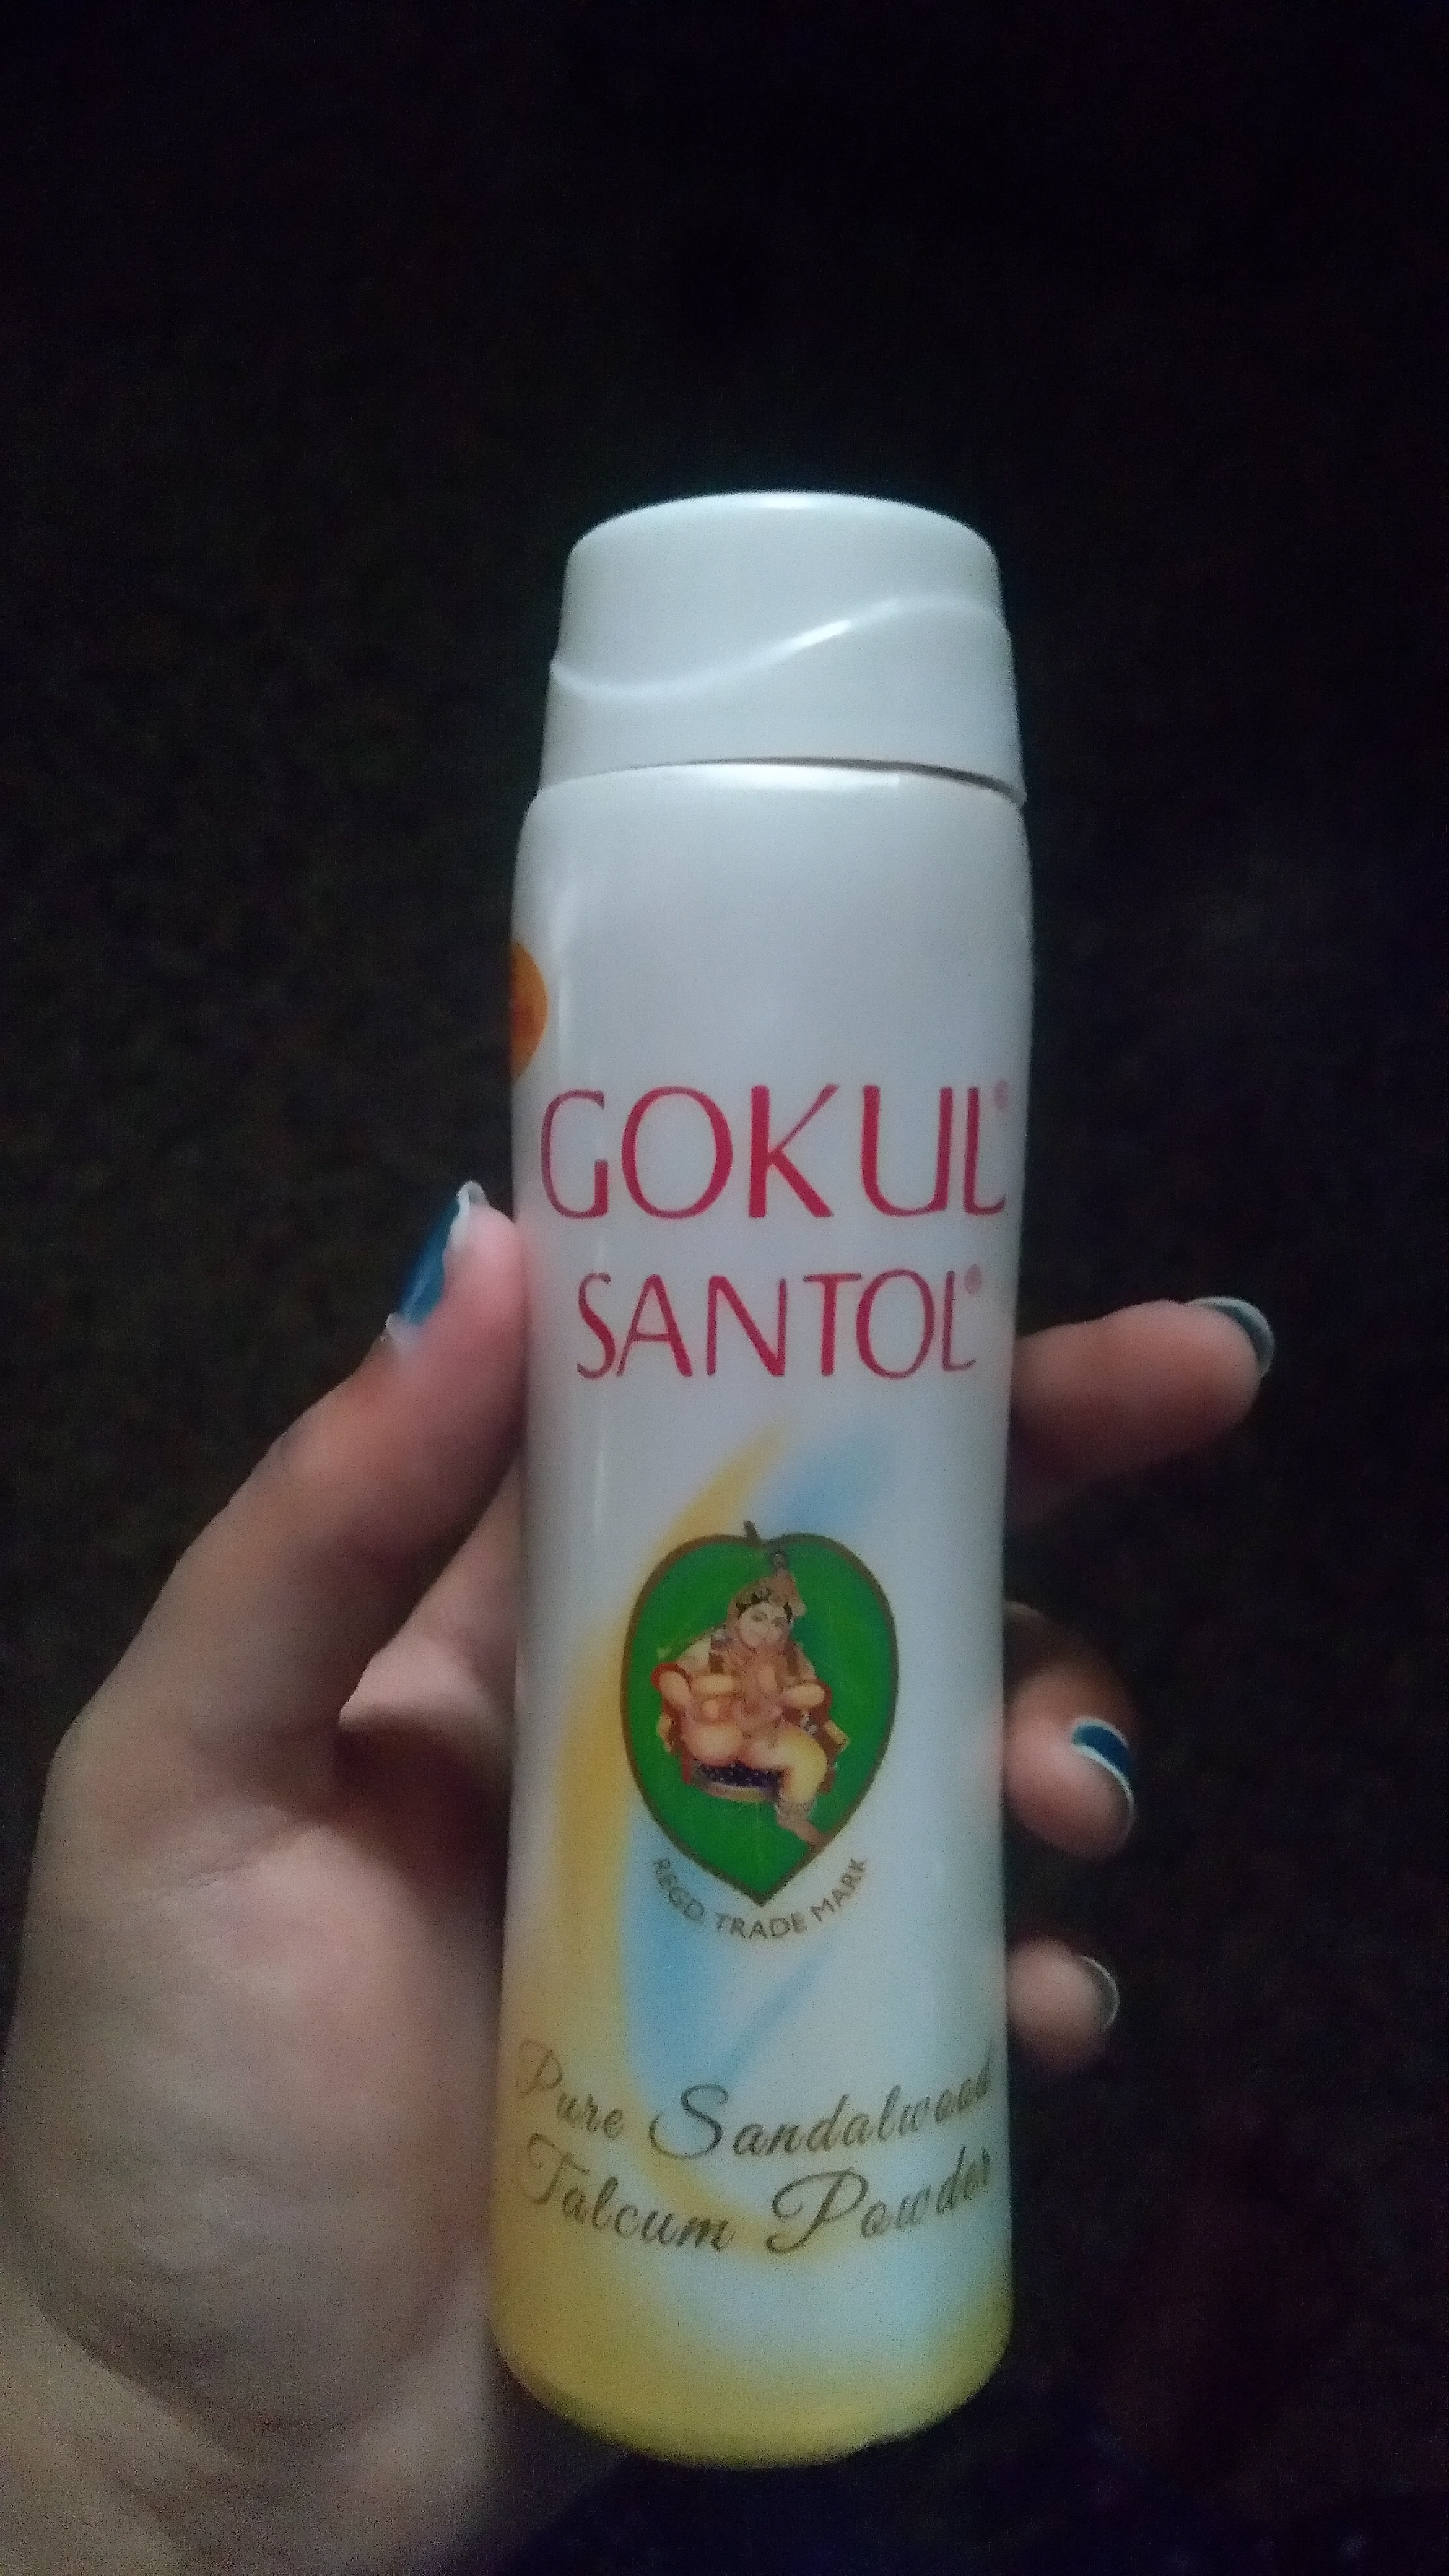 GOKUL®
SANTOL®
REGD. TRADE MARK
Pure Sandalwood
Talcum Powder